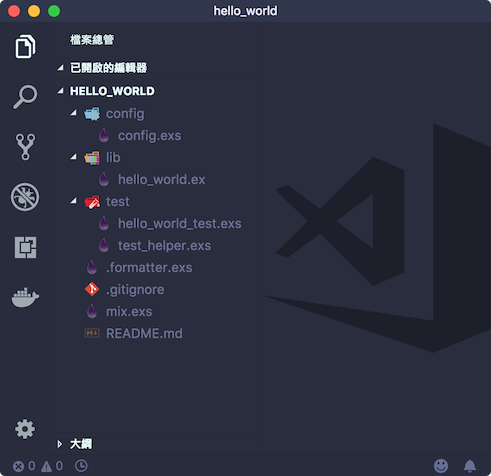 hello_world
檔案總管
已開啟的編輯器
HELLO_WORLD
config
config.exs
lib
hello_world.ex
test
hello_world_test.exs
test_helper.exs
.formatter.exs
.gitignore
mix.exs
README.md
大綱
0 0